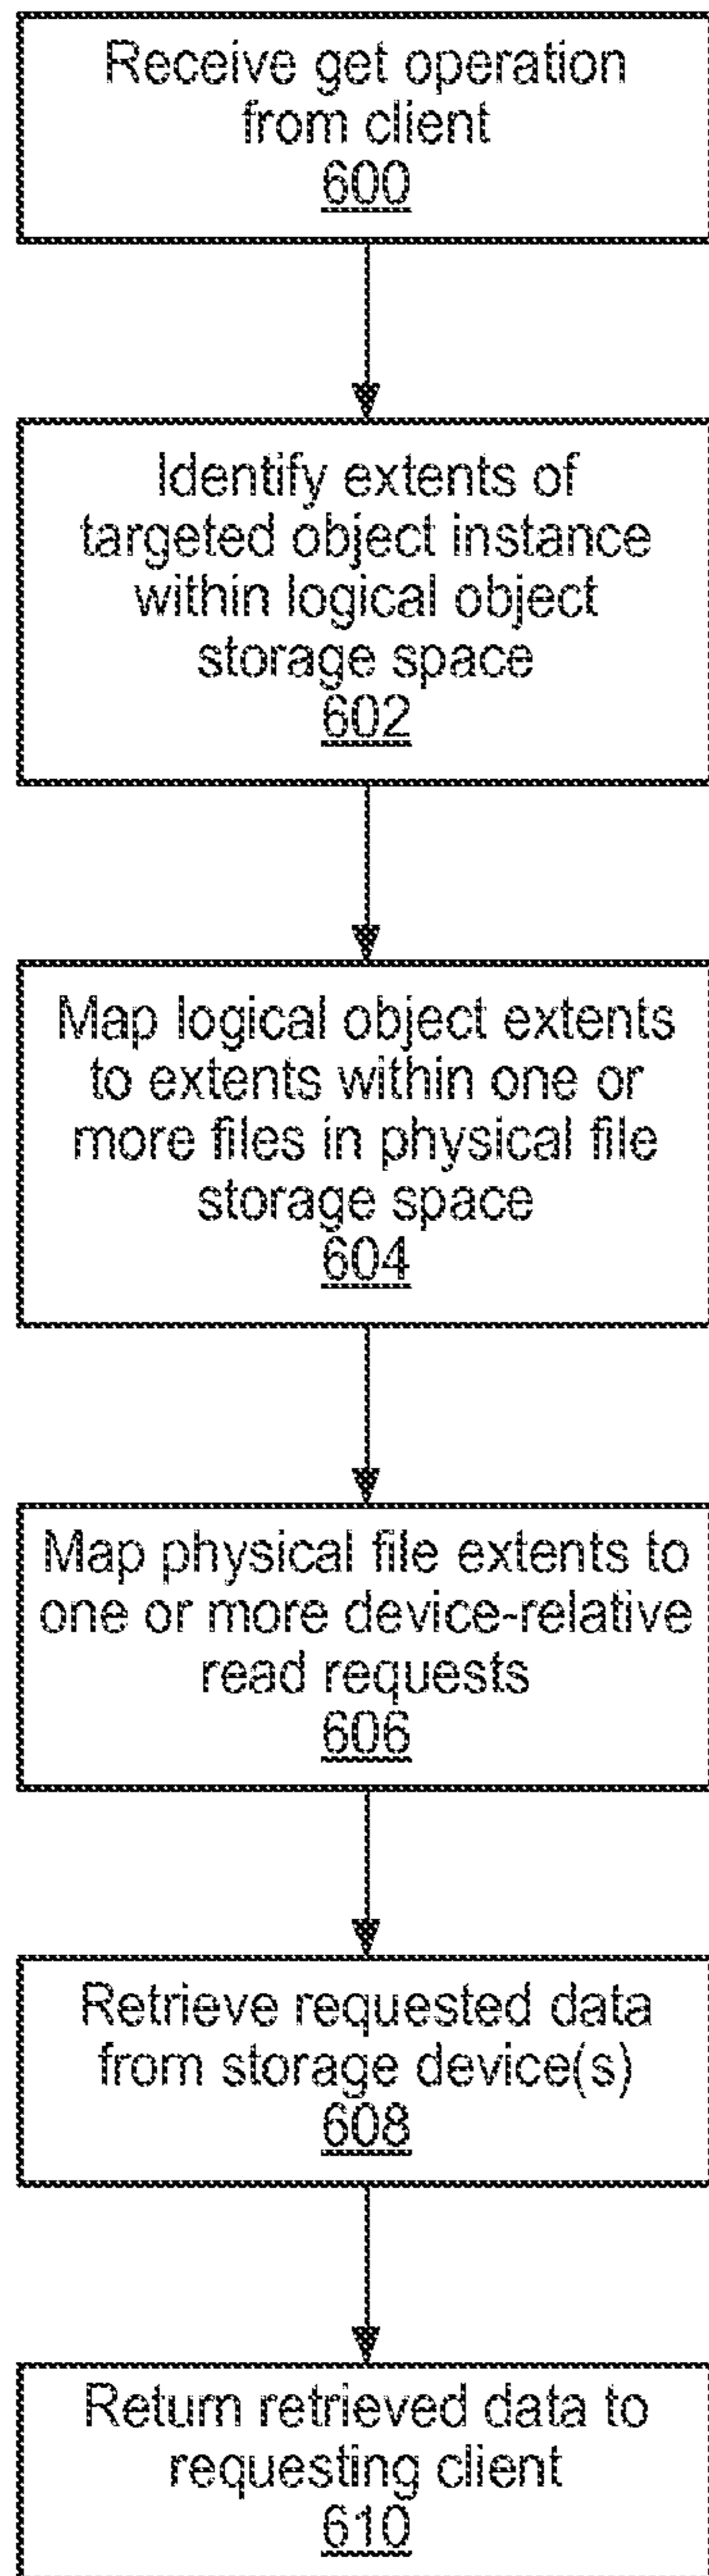 Receive get operation
from client
600
Identify extents of
targeted object instance
within logical object
storage space
602
Map logical object extents
to extents within one or
more files in physical file
storage space
604
Map physical file extents to
one or more device-relative
read requests
606
Retrieve requested data
from storage device(s)
608
Return retrieved data to
requesting client
610